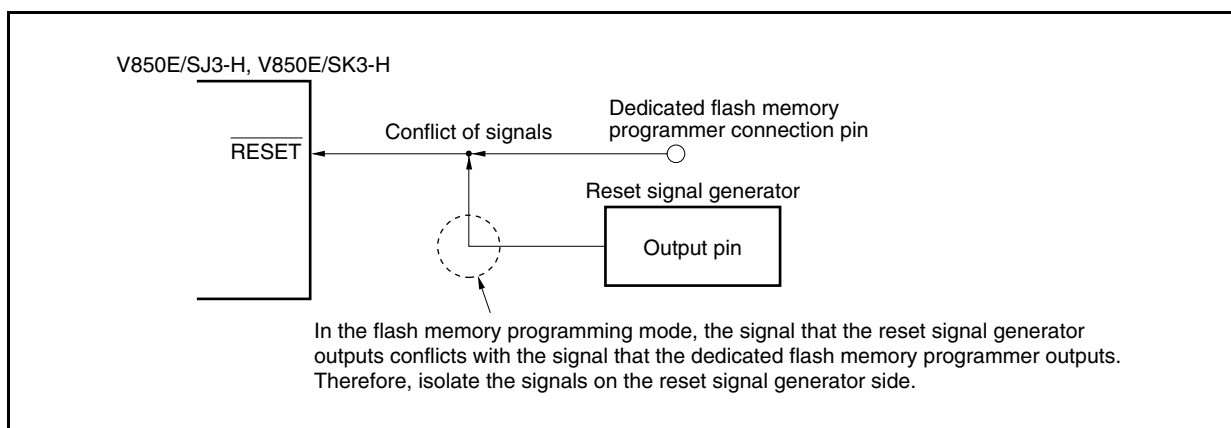 V850E/SJ3-H, V850E/SK3-H
Dedicated flash memory
programmer connection pin
Conflict of signals
RESET
Reset signal generator
Output pin
In the flash memory programming mode, the signal that the reset signal generator
outputs conflicts with the signal that the dedicated flash memory programmer outputs.
Therefore, isolate the signals on the reset signal generator side.